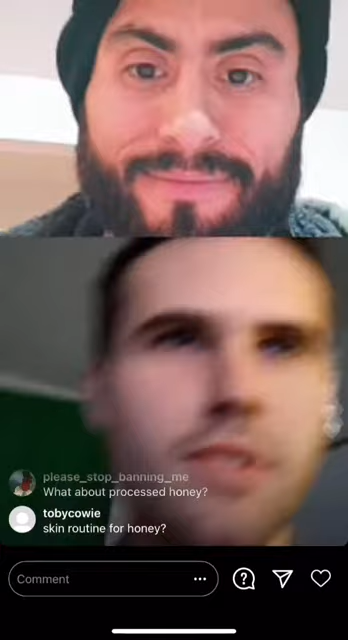 please_stop_banning_me
What about processed honey?
tobycowie
skin routine for honey?
Comment